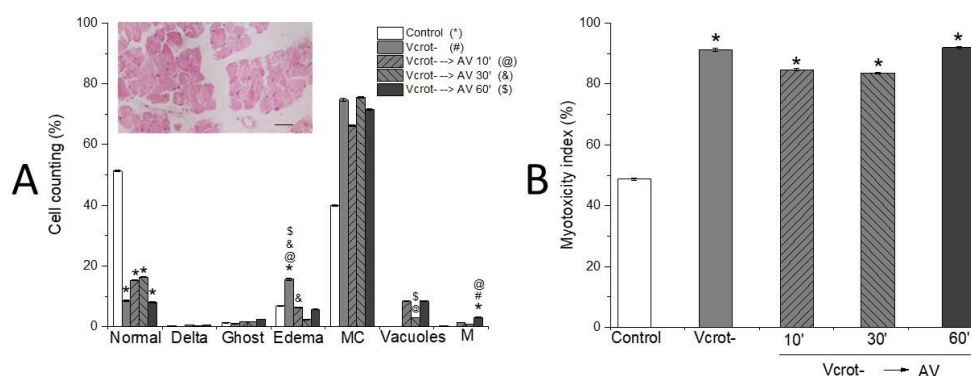 A
Cell counting (%)
100
80
60
40
20
0
Control (*)
Vcrot- (#)
Vcrot- --> AV 10' (@)
Vcrot- --> AV 30' (&)
Vcrot- --> AV 60' ($)
* * * *
$
&
@
*
&
$
@
@
#
*
Normal Delta Ghost Edema MC Vacuoles M
B
Myotoxicity index (%)
100
80
60
40
20
0
* * * *
Control Vcrot- 10' 30' 60'
Vcrot- → AV